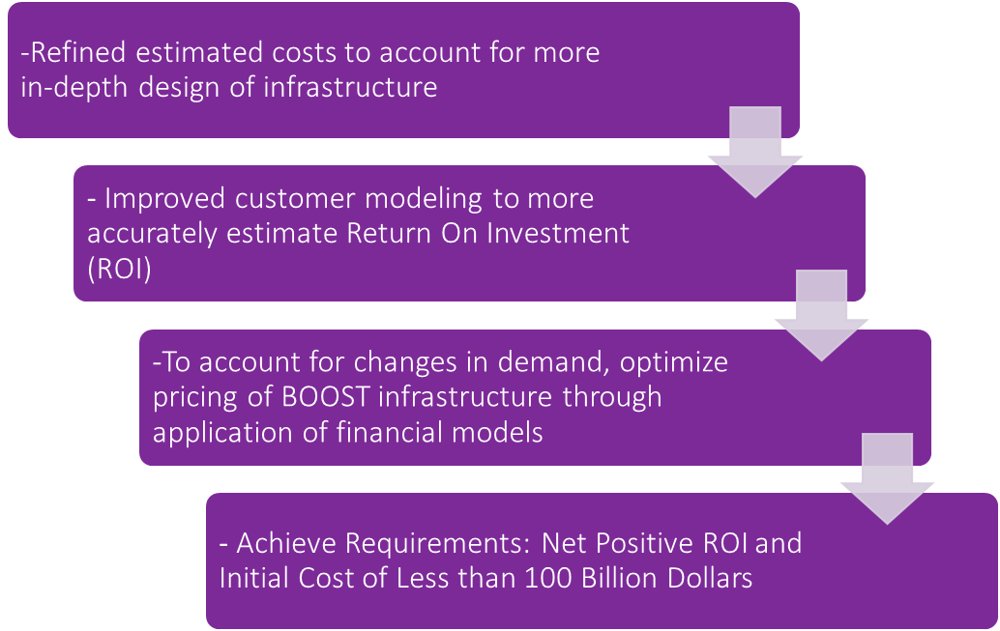 -Refined estimated costs to account for more
in-depth design of infrastructure
- Improved customer modeling to more
accurately estimate Return On Investment
(ROI)
-To account for changes in demand, optimize
pricing of BOOST infrastructure through
application of financial models
- Achieve Requirements: Net Positive ROI and
Initial Cost of Less than 100 Billion Dollars